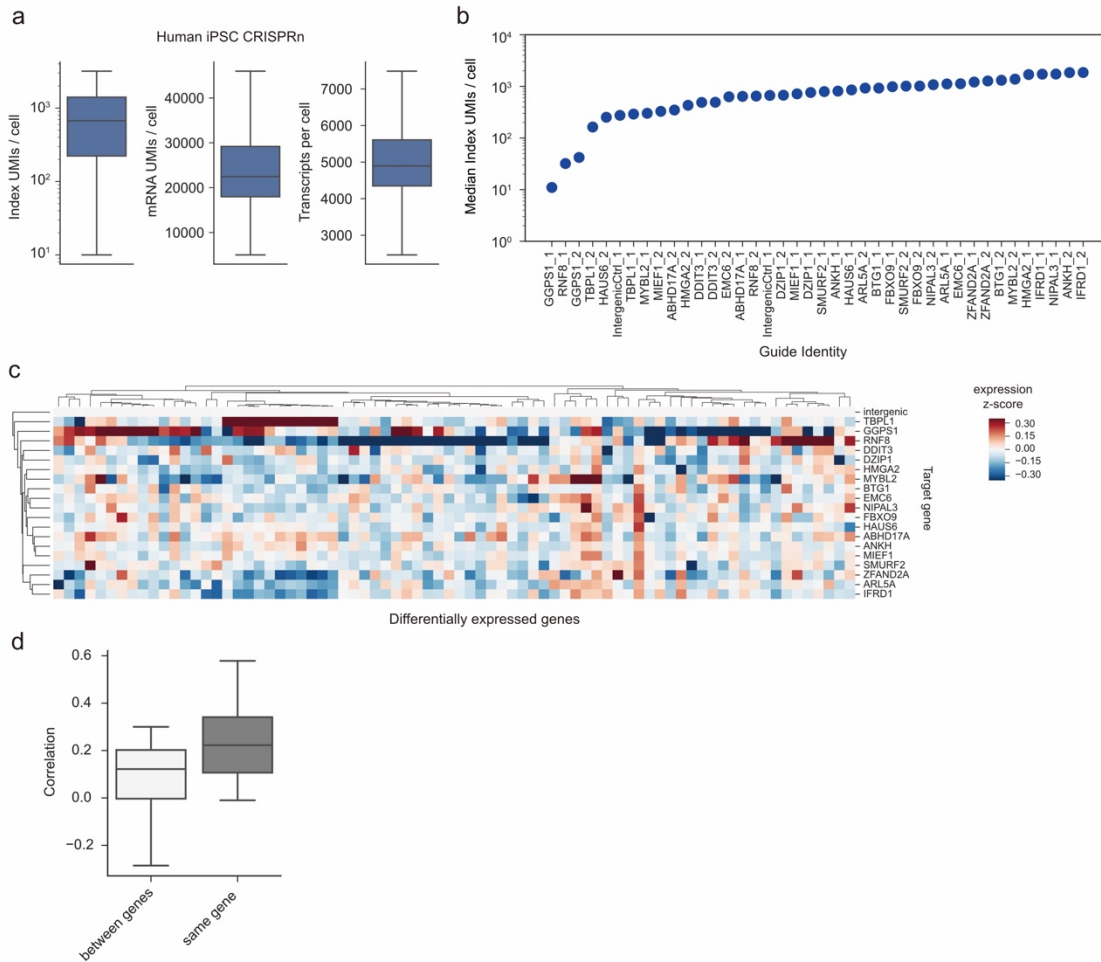 a
Human iPSC CRISPRn
Index UMIs / cell
10³
10²
10¹
mRNA UMIs / cell
40000
30000
20000
10000
Transcripts per cell
7000
6000
5000
4000
3000
b
Median Index UMIs / cell
10⁴
10³
10²
10¹
10⁰
GGPS1_1
RNF8_1
GGPS1_2
TBPL1_2
HAUS6_2
IntergenicCtrl_1
TBPL1_1
MYBL2_1
MIEF1_2
ABHD17A_2
HMGA2_2
DDIT3_1
DDIT3_2
EMC6_2
ABHD17A_1
RNF8_2
IntergenicCtrl_2
DZIP1_2
MIEF1_1
DZIP1_1
SMURF2_1
ANKH_1
HAUS6_1
ARL5A_2
BTG1_1
FBXO9_1
SMURF2_2
FBXO9_2
NIPAL3_2
ARL5A_1
EMC6_1
ZFAND2A_1
ZFAND2A_2
BTG1_2
MYBL2_2
HMGA2_1
IFRD1_1
NIPAL3_1
ANKH_2
IFRD1_2
Guide Identity
c
intergenic
TBPL1
GGPS1
RNF8
DDIT3
DZIP1
HMGA2
MYBL2
BTG1
EMC6
NIPAL3
FBXO9
HAUS6
ABHD17A
ANKH
MIEF1
SMURF2
ZFAND2A
ARL5A
IFRD1
Target gene
expression
z-score
0.30
0.15
0.00
−0.15
−0.30
Differentially expressed genes
d
Correlation
0.6
0.4
0.2
0.0
−0.2
between genes
same gene